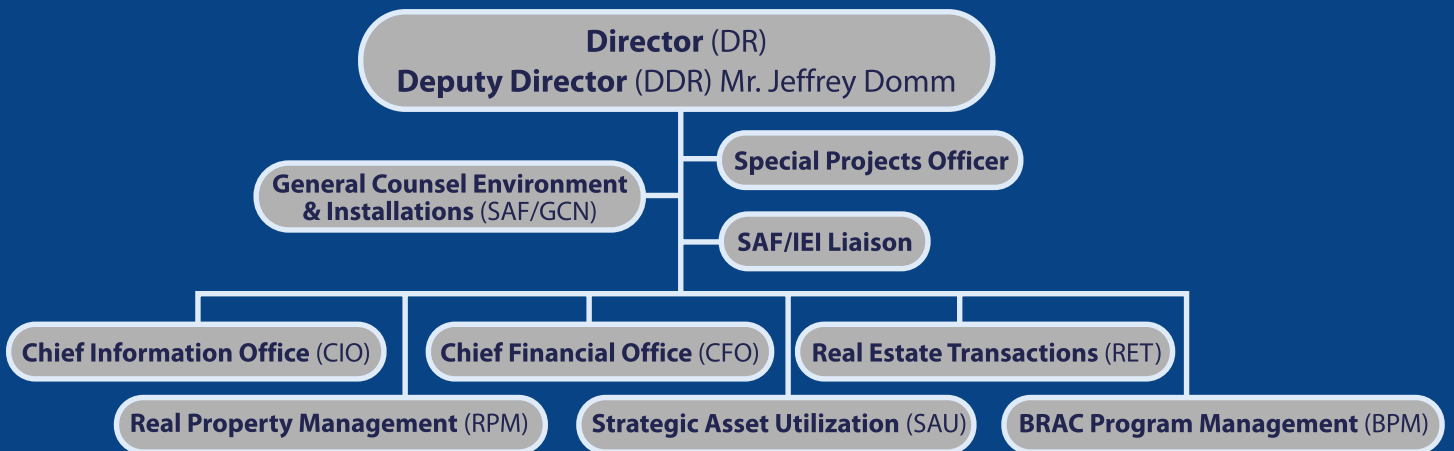 Director (DR)
Deputy Director (DDR) Mr. Jeffrey Domm
Special Projects Officer
General Counsel Environment
& Installations (SAF/GCN)
SAF/IEI Liaison
Chief Information Office (CIO)
Chief Financial Office (CFO)
Real Estate Transactions (RET)
Real Property Management (RPM)
Strategic Asset Utilization (SAU)
BRAC Program Management (BPM)